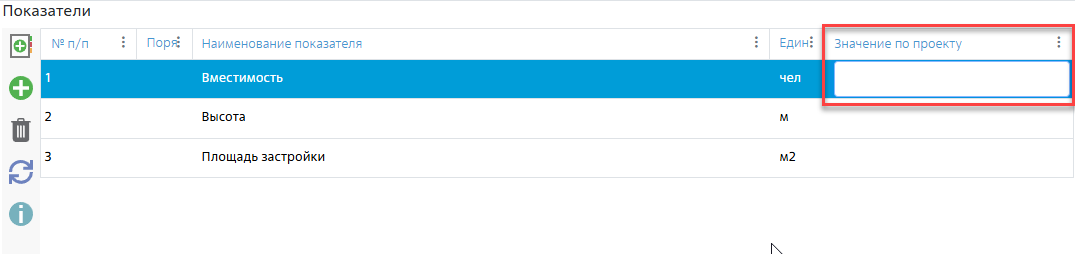 Показатели
№ п/п Поря Наименование показателя Един Значение по проекту
1 Вместимость чел
2 Высота м
3 Площадь застройки м2